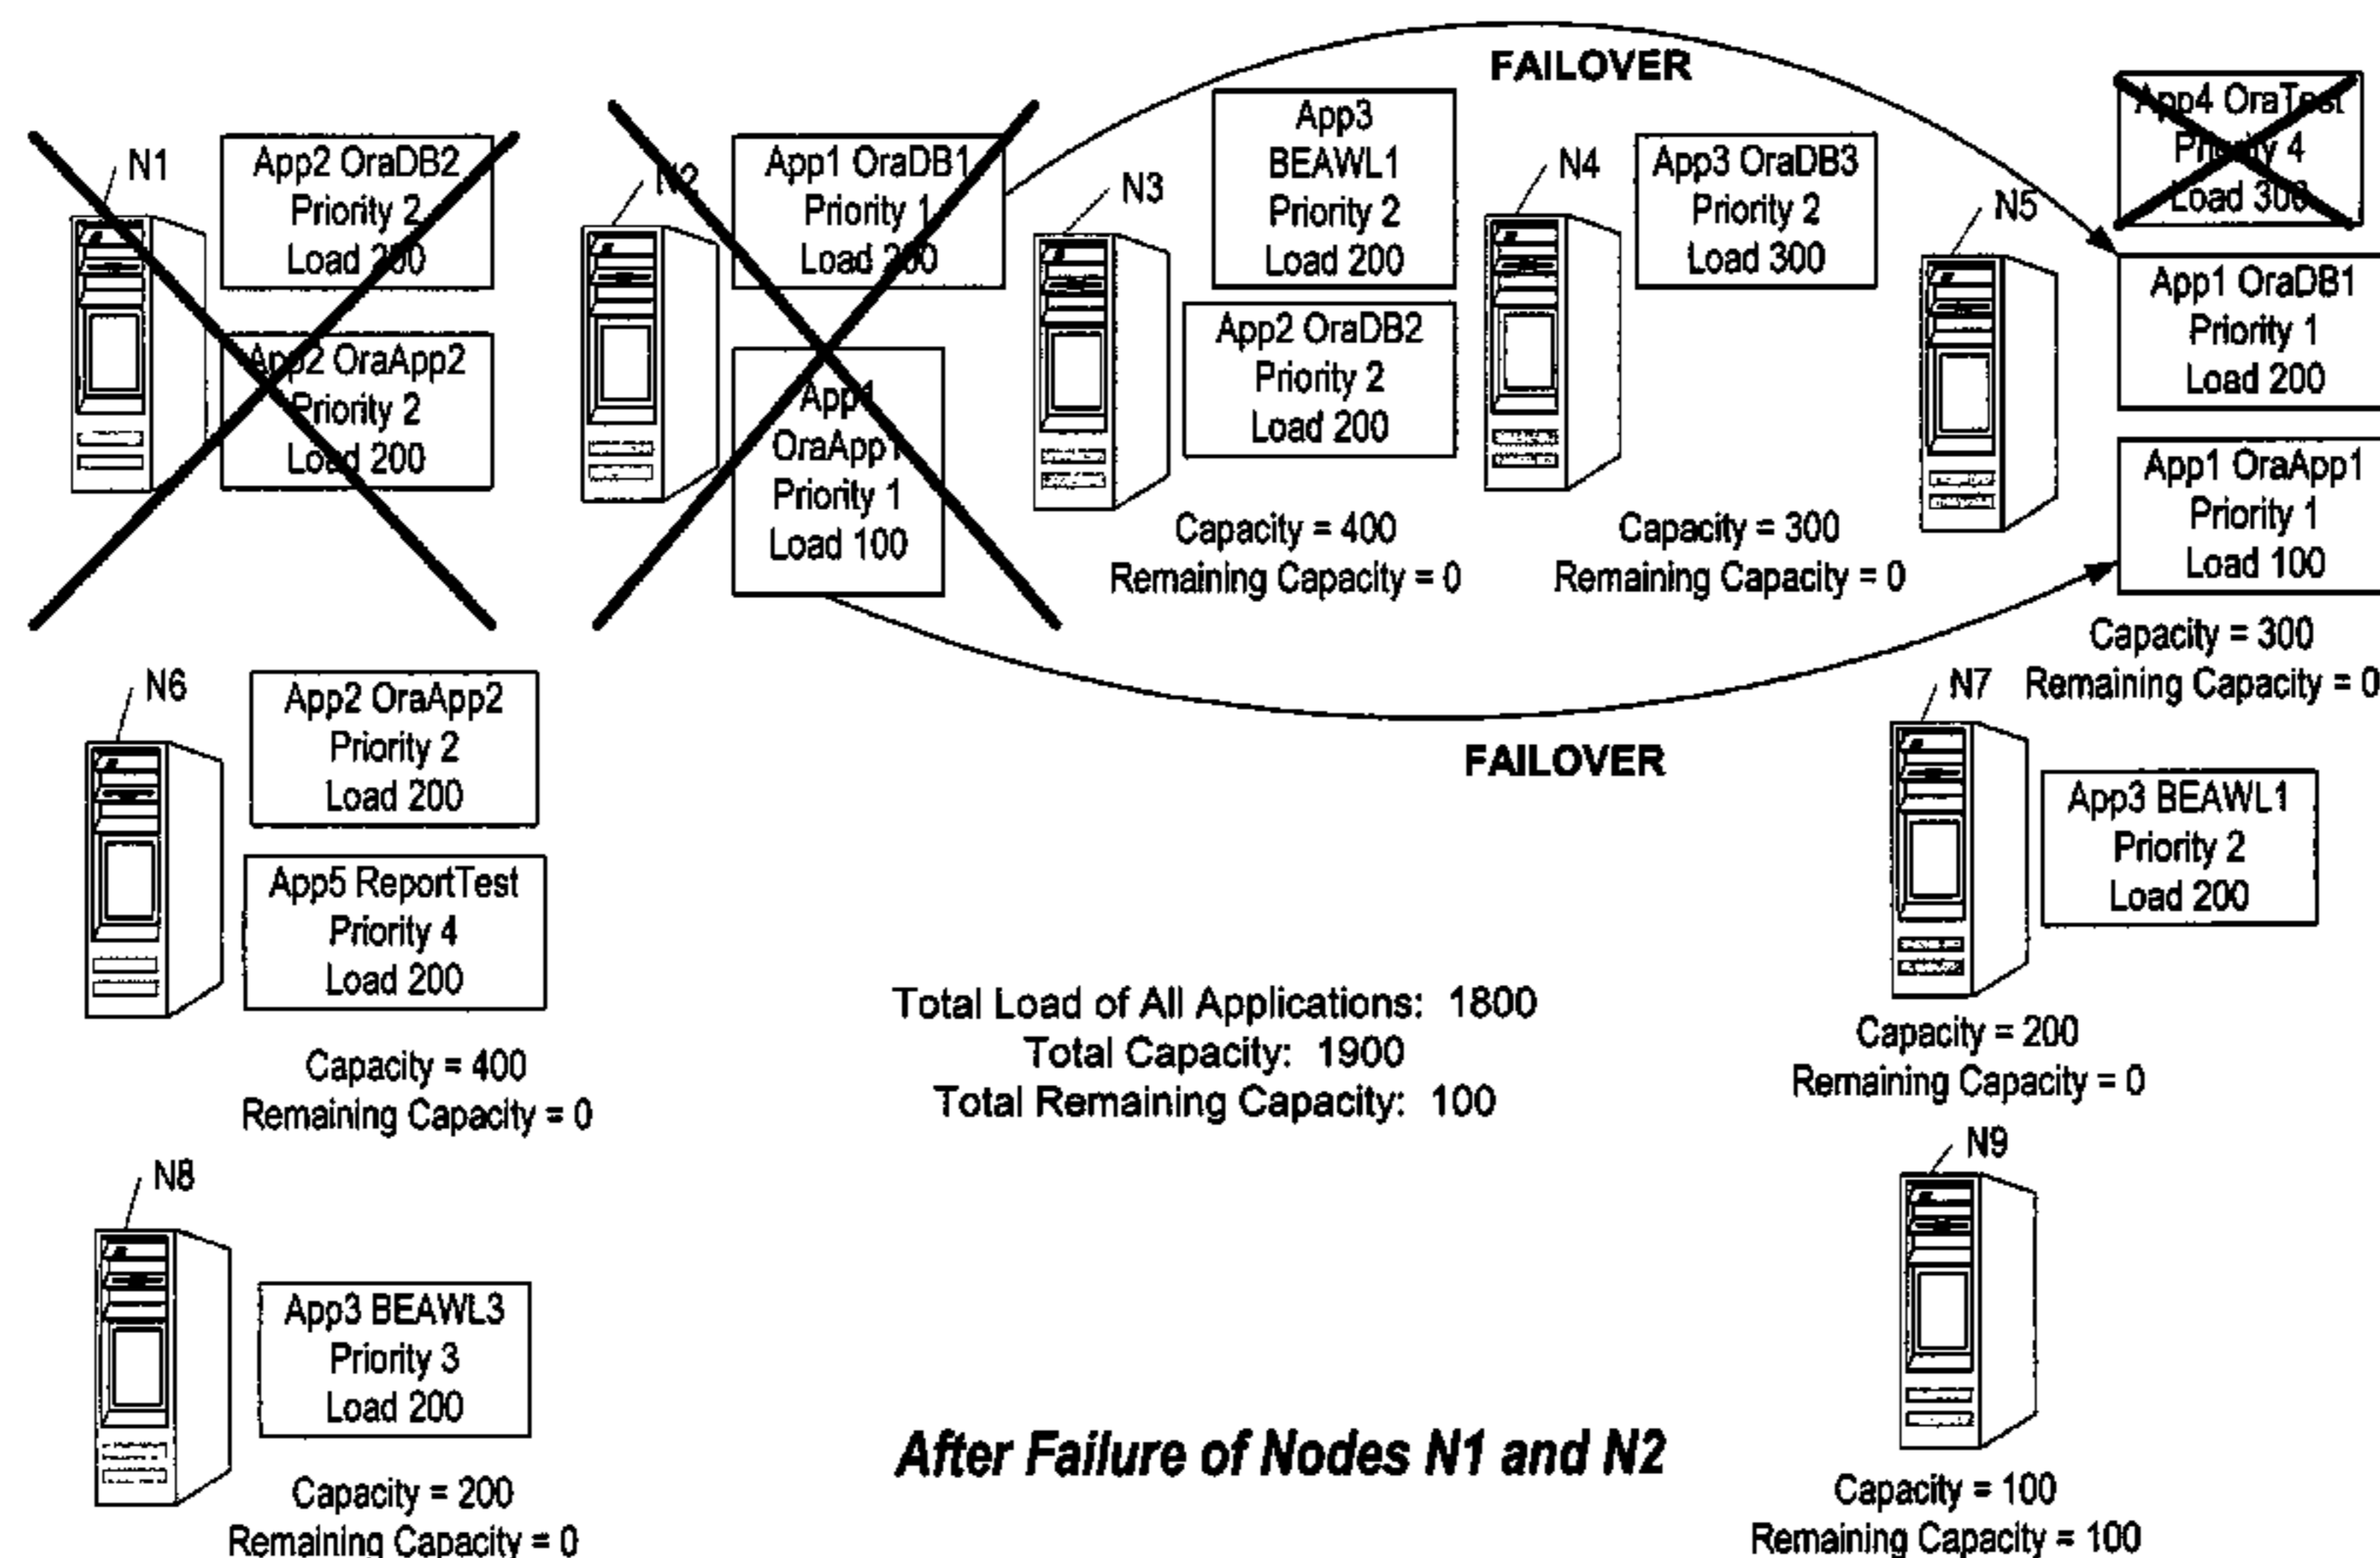 FAILOVER
N1
App2 OraDB2
Priority 2
Load 200
App2 OraApp2
Priority 2
Load 200
N2
App1 OraDB1
Priority 1
Load 200
App1
OraApp1
Priority 1
Load 100
N3
App3
BEAWL1
Priority 2
Load 200
App2 OraDB2
Priority 2
Load 200
Capacity = 400
Remaining Capacity = 0
N4
App3 OraDB3
Priority 2
Load 300
Capacity = 300
Remaining Capacity = 0
N5
App4 OraTest
Priority 4
Load 300
App1 OraDB1
Priority 1
Load 200
App1 OraApp1
Priority 1
Load 100
Capacity = 300
Remaining Capacity = 0
FAILOVER
N6
App2 OraApp2
Priority 2
Load 200
App5 ReportTest
Priority 4
Load 200
Capacity = 400
Remaining Capacity = 0
Total Load of All Applications: 1800
Total Capacity: 1900
Total Remaining Capacity: 100
N7
App3 BEAWL1
Priority 2
Load 200
Capacity = 200
Remaining Capacity = 0
N8
App3 BEAWL3
Priority 3
Load 200
Capacity = 200
Remaining Capacity = 0
N9
Capacity = 100
Remaining Capacity = 100
After Failure of Nodes N1 and N2